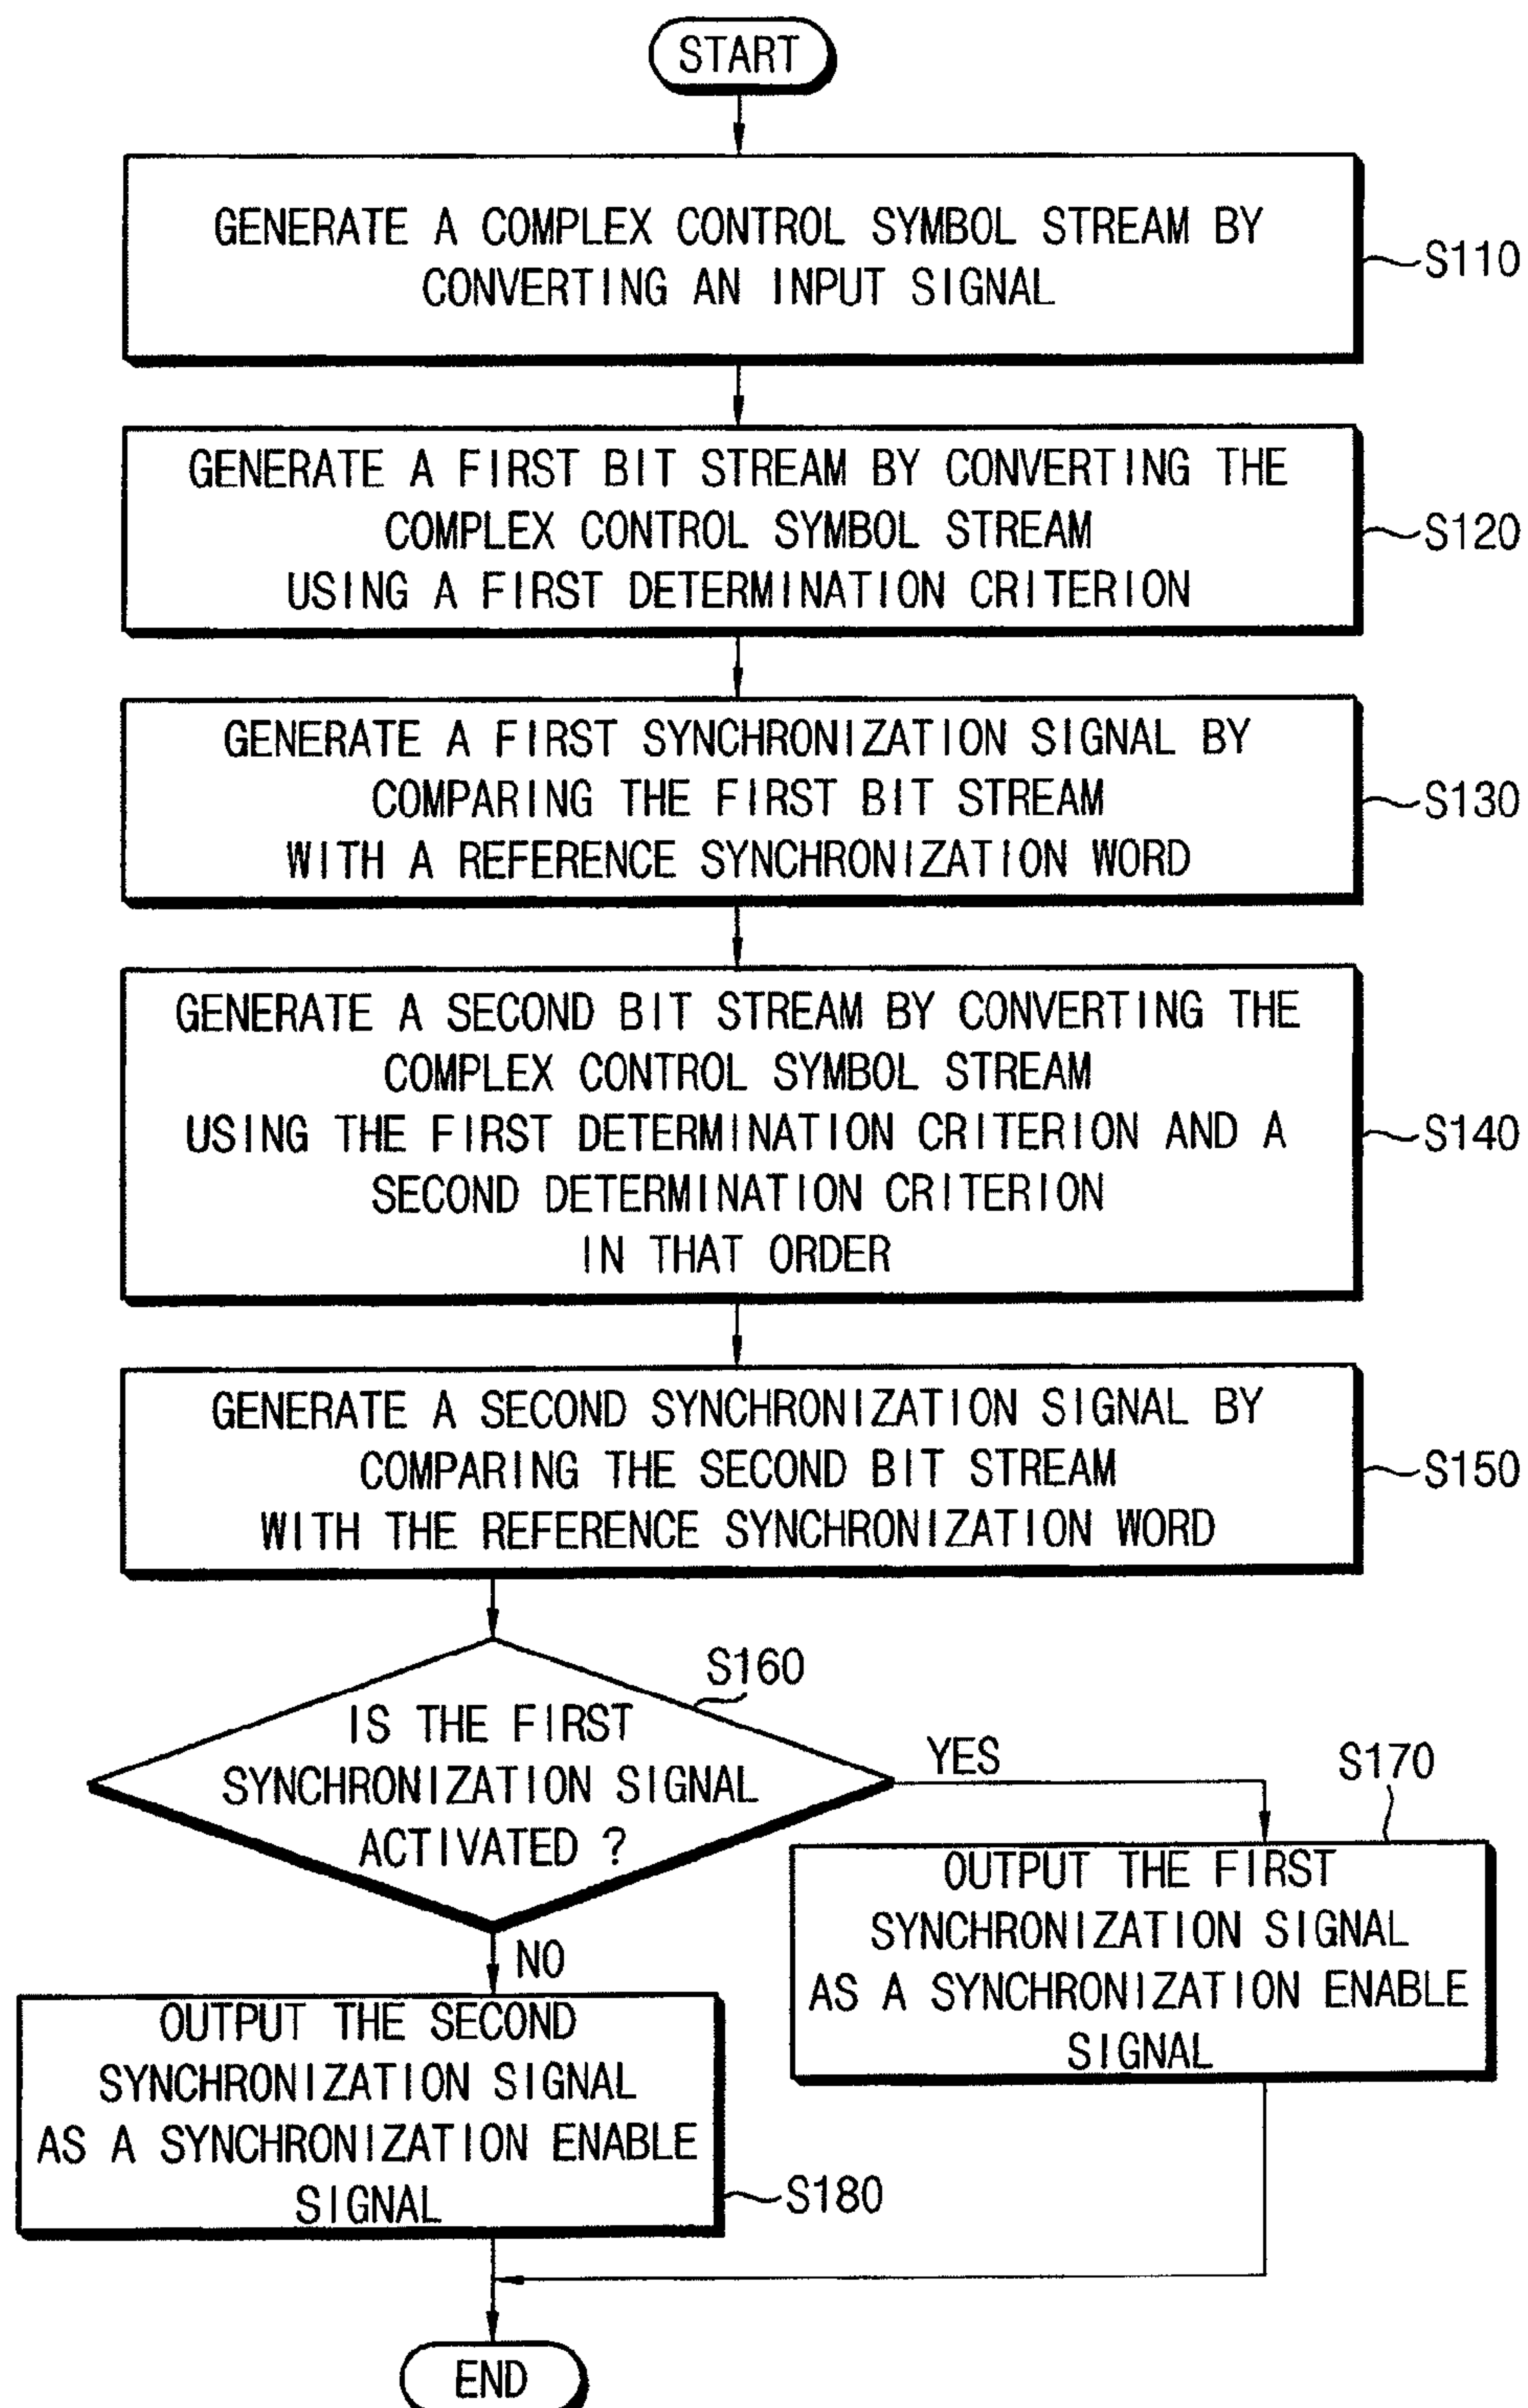 START
GENERATE A COMPLEX CONTROL SYMBOL STREAM BY
CONVERTING AN INPUT SIGNAL
S110
GENERATE A FIRST BIT STREAM BY CONVERTING THE
COMPLEX CONTROL SYMBOL STREAM
USING A FIRST DETERMINATION CRITERION
S120
GENERATE A FIRST SYNCHRONIZATION SIGNAL BY
COMPARING THE FIRST BIT STREAM
WITH A REFERENCE SYNCHRONIZATION WORD
S130
GENERATE A SECOND BIT STREAM BY CONVERTING THE
COMPLEX CONTROL SYMBOL STREAM
USING THE FIRST DETERMINATION CRITERION AND A
SECOND DETERMINATION CRITERION
IN THAT ORDER
S140
GENERATE A SECOND SYNCHRONIZATION SIGNAL BY
COMPARING THE SECOND BIT STREAM
WITH THE REFERENCE SYNCHRONIZATION WORD
S150
S160
IS THE FIRST
SYNCHRONIZATION SIGNAL
ACTIVATED ?
YES
S170
OUTPUT THE FIRST
SYNCHRONIZATION SIGNAL
AS A SYNCHRONIZATION ENABLE
SIGNAL
NO
OUTPUT THE SECOND
SYNCHRONIZATION SIGNAL
AS A SYNCHRONIZATION ENABLE
SIGNAL
S180
END